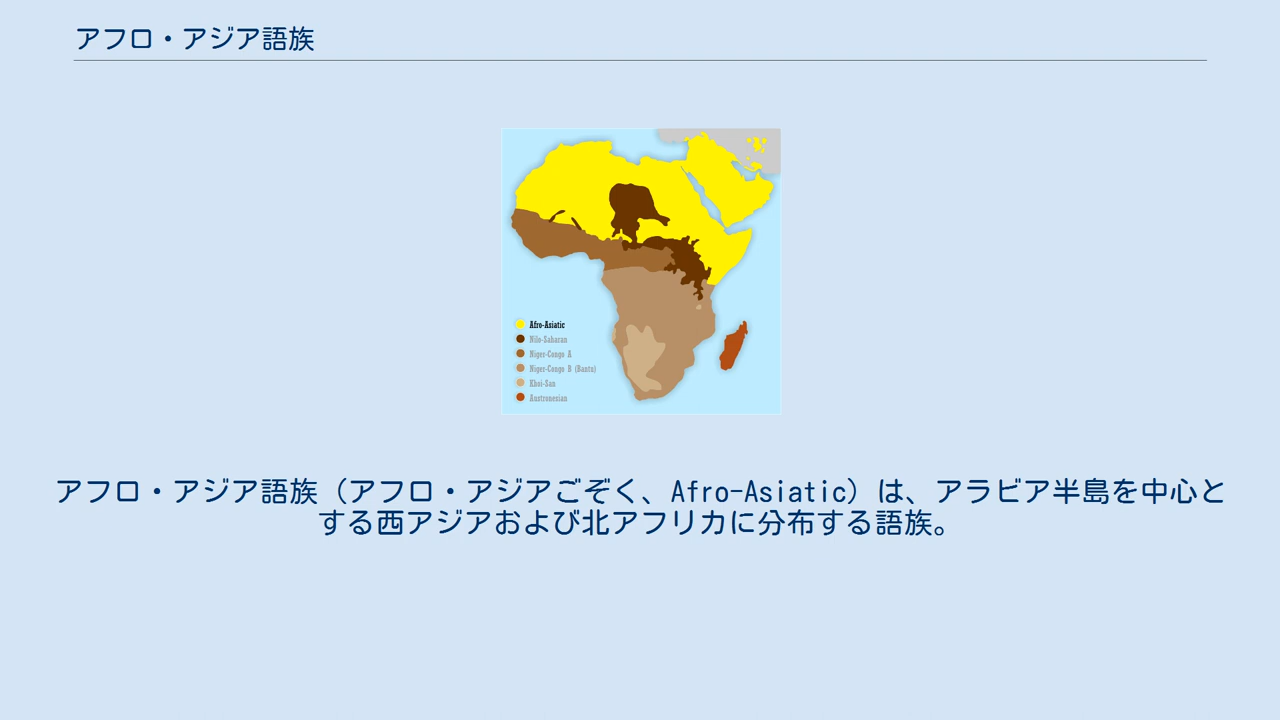 アフロ・アジア語族
Afro-Asiatic
Nilo-Saharan
Niger-Congo A
Niger-Congo B (Bantu)
Khoi-San
Austronesian
アフロ・アジア語族（アフロ・アジアごぞく、Afro-Asiatic）は、アラビア半島を中心と
する西アジアおよび北アフリカに分布する語族。